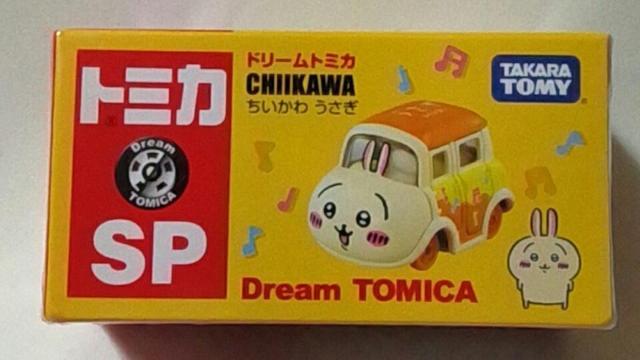 トミカ
Dream
TOMICA
SP
ドリームトミカ
CHIIKAWA
ちいかわ うさぎ
TAKARA
TOMY
Dream TOMICA